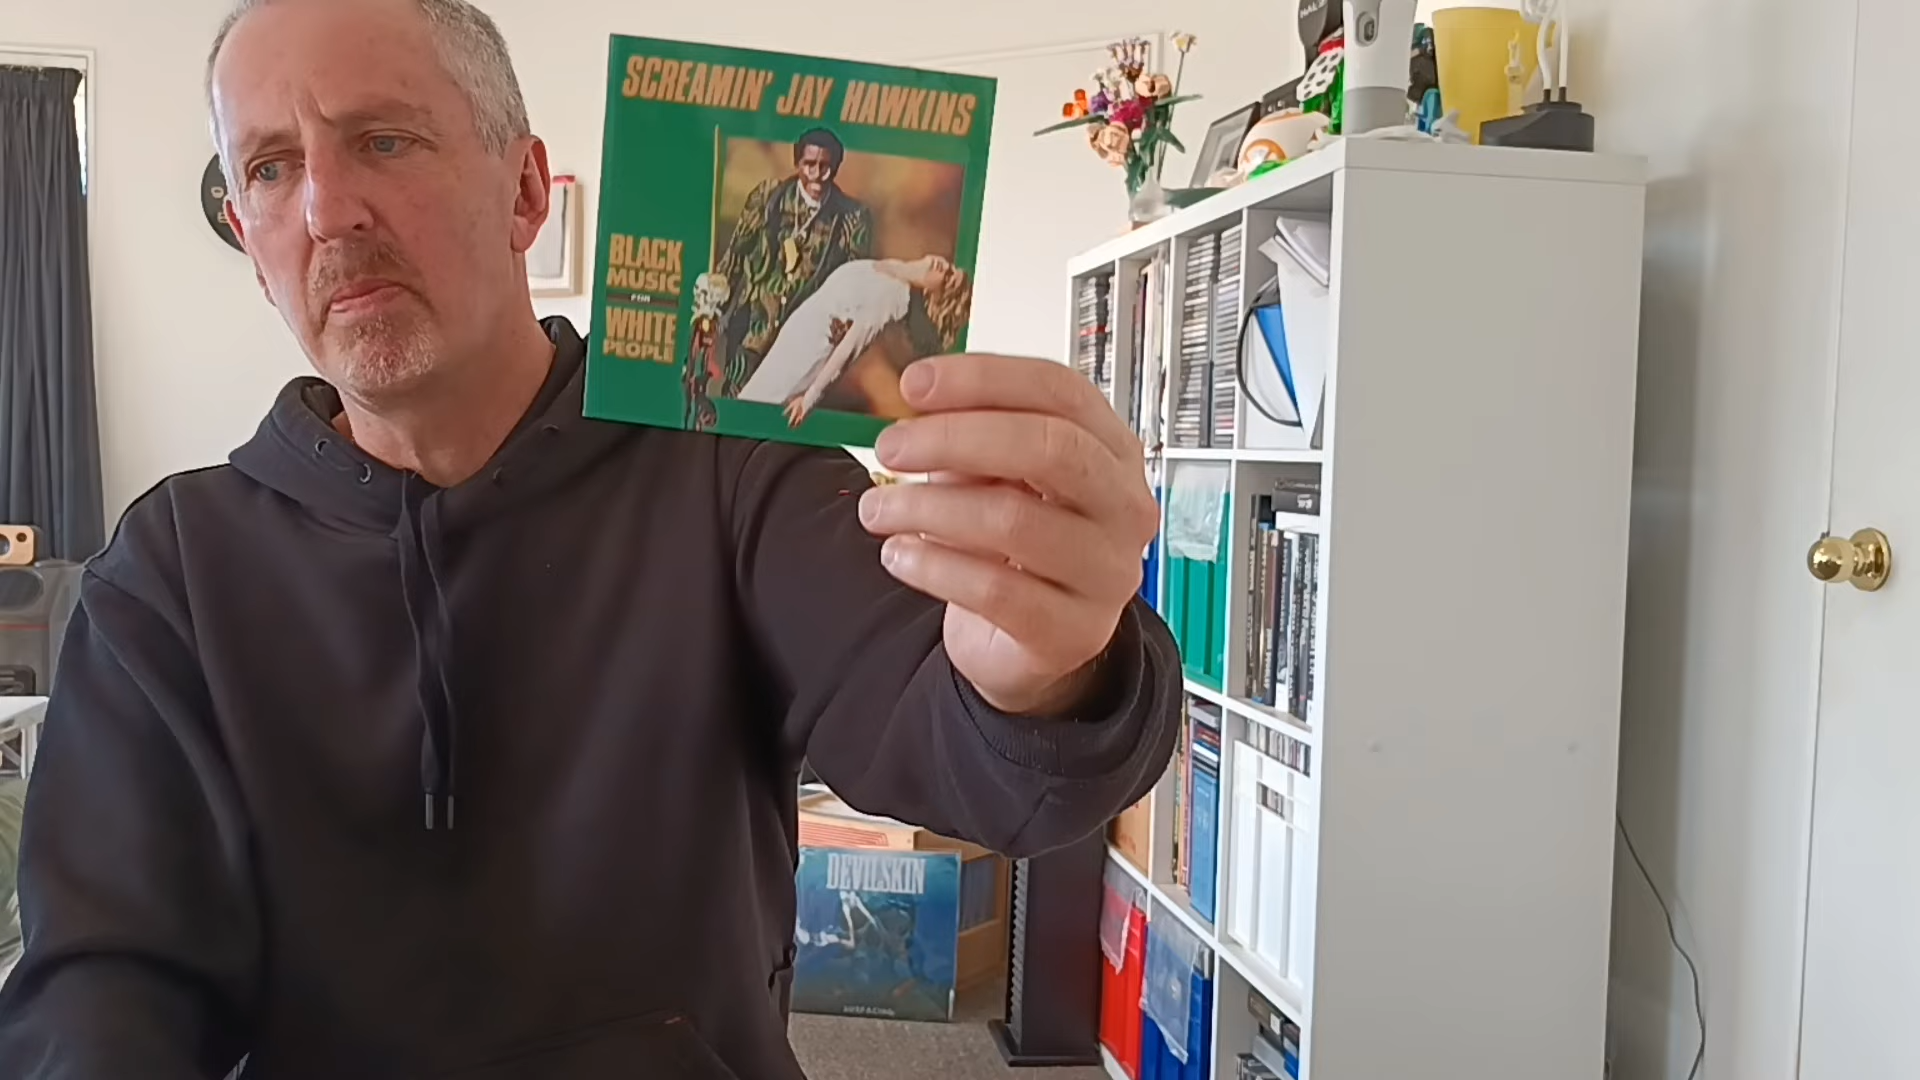 SCREAMIN' JAY HAWKINS
BLACK
MUSIC
FOR
WHITE
PEOPLE
DEVILSKIN